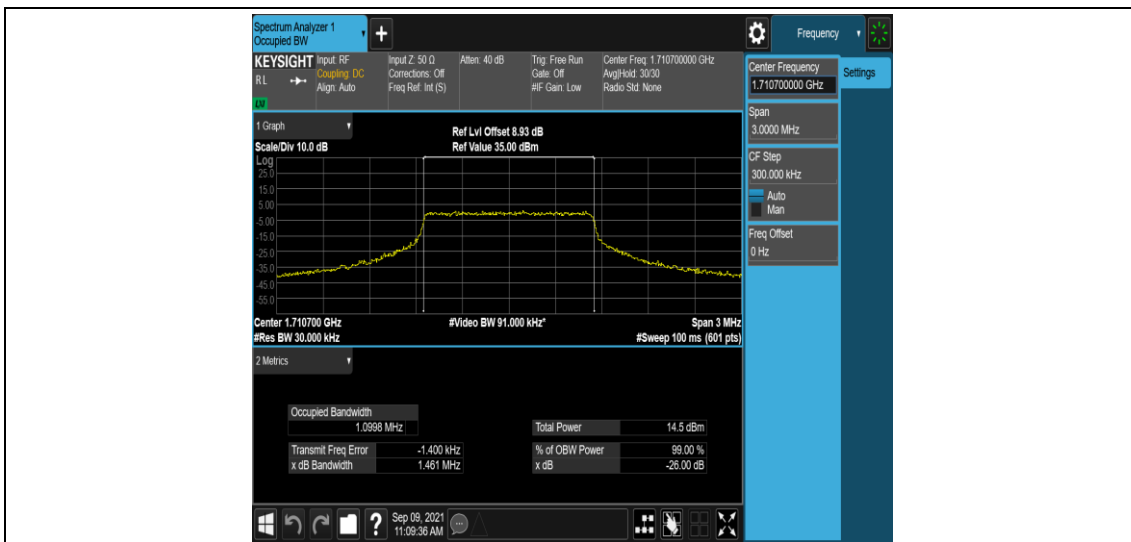 Spectrum Analyzer 1
Occupied BW
+
Frequency
KEYSIGHT Input: RF Input Z: 50 Ω Atten: 40 dB Trig: Free Run Center Freq: 1.710700000 GHz
RL Coupling: DC Corrections: Off Gate: Off Avg|Hold: 30/30
Align: Auto Freq Ref: Int (S) #IF Gain: Low Radio Std: None
LXI
Center Frequency
1.710700000 GHz
Settings
Span
3.0000 MHz
CF Step
300.000 kHz
Auto
Man
Freq Offset
0 Hz
1 Graph
Ref Lvl Offset 8.93 dB
Scale/Div 10.0 dB Ref Value 35.00 dBm
Log
25.0
15.0
5.00
-5.00
-15.0
-25.0
-35.0
-45.0
-55.0
Center 1.710700 GHz #Video BW 91.000 kHz* Span 3 MHz
#Res BW 30.000 kHz #Sweep 100 ms (601 pts)
2 Metrics
Occupied Bandwidth
1.0998 MHz
Total Power 14.5 dBm
Transmit Freq Error -1.400 kHz % of OBW Power 99.00 %
x dB Bandwidth 1.461 MHz x dB -26.00 dB
? Sep 09, 2021
11:09:36 AM